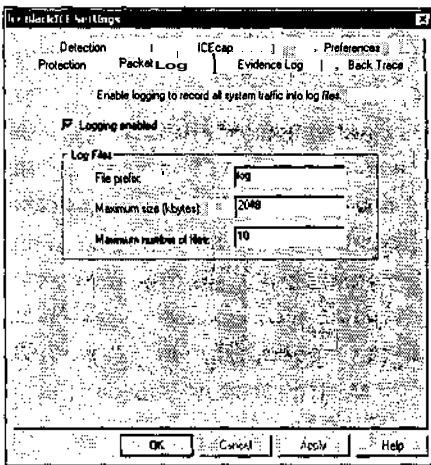 BlackICE Settings
Detection ICEcap Preferences
Protection Packet Log Evidence Log Back Trace
Enable logging to record all system traffic into log files.
Logging enabled
Log Files
File prefix: log
Maximum size (kbytes): 2048
Maximum number of files: 10
OK Cancel Apply Help